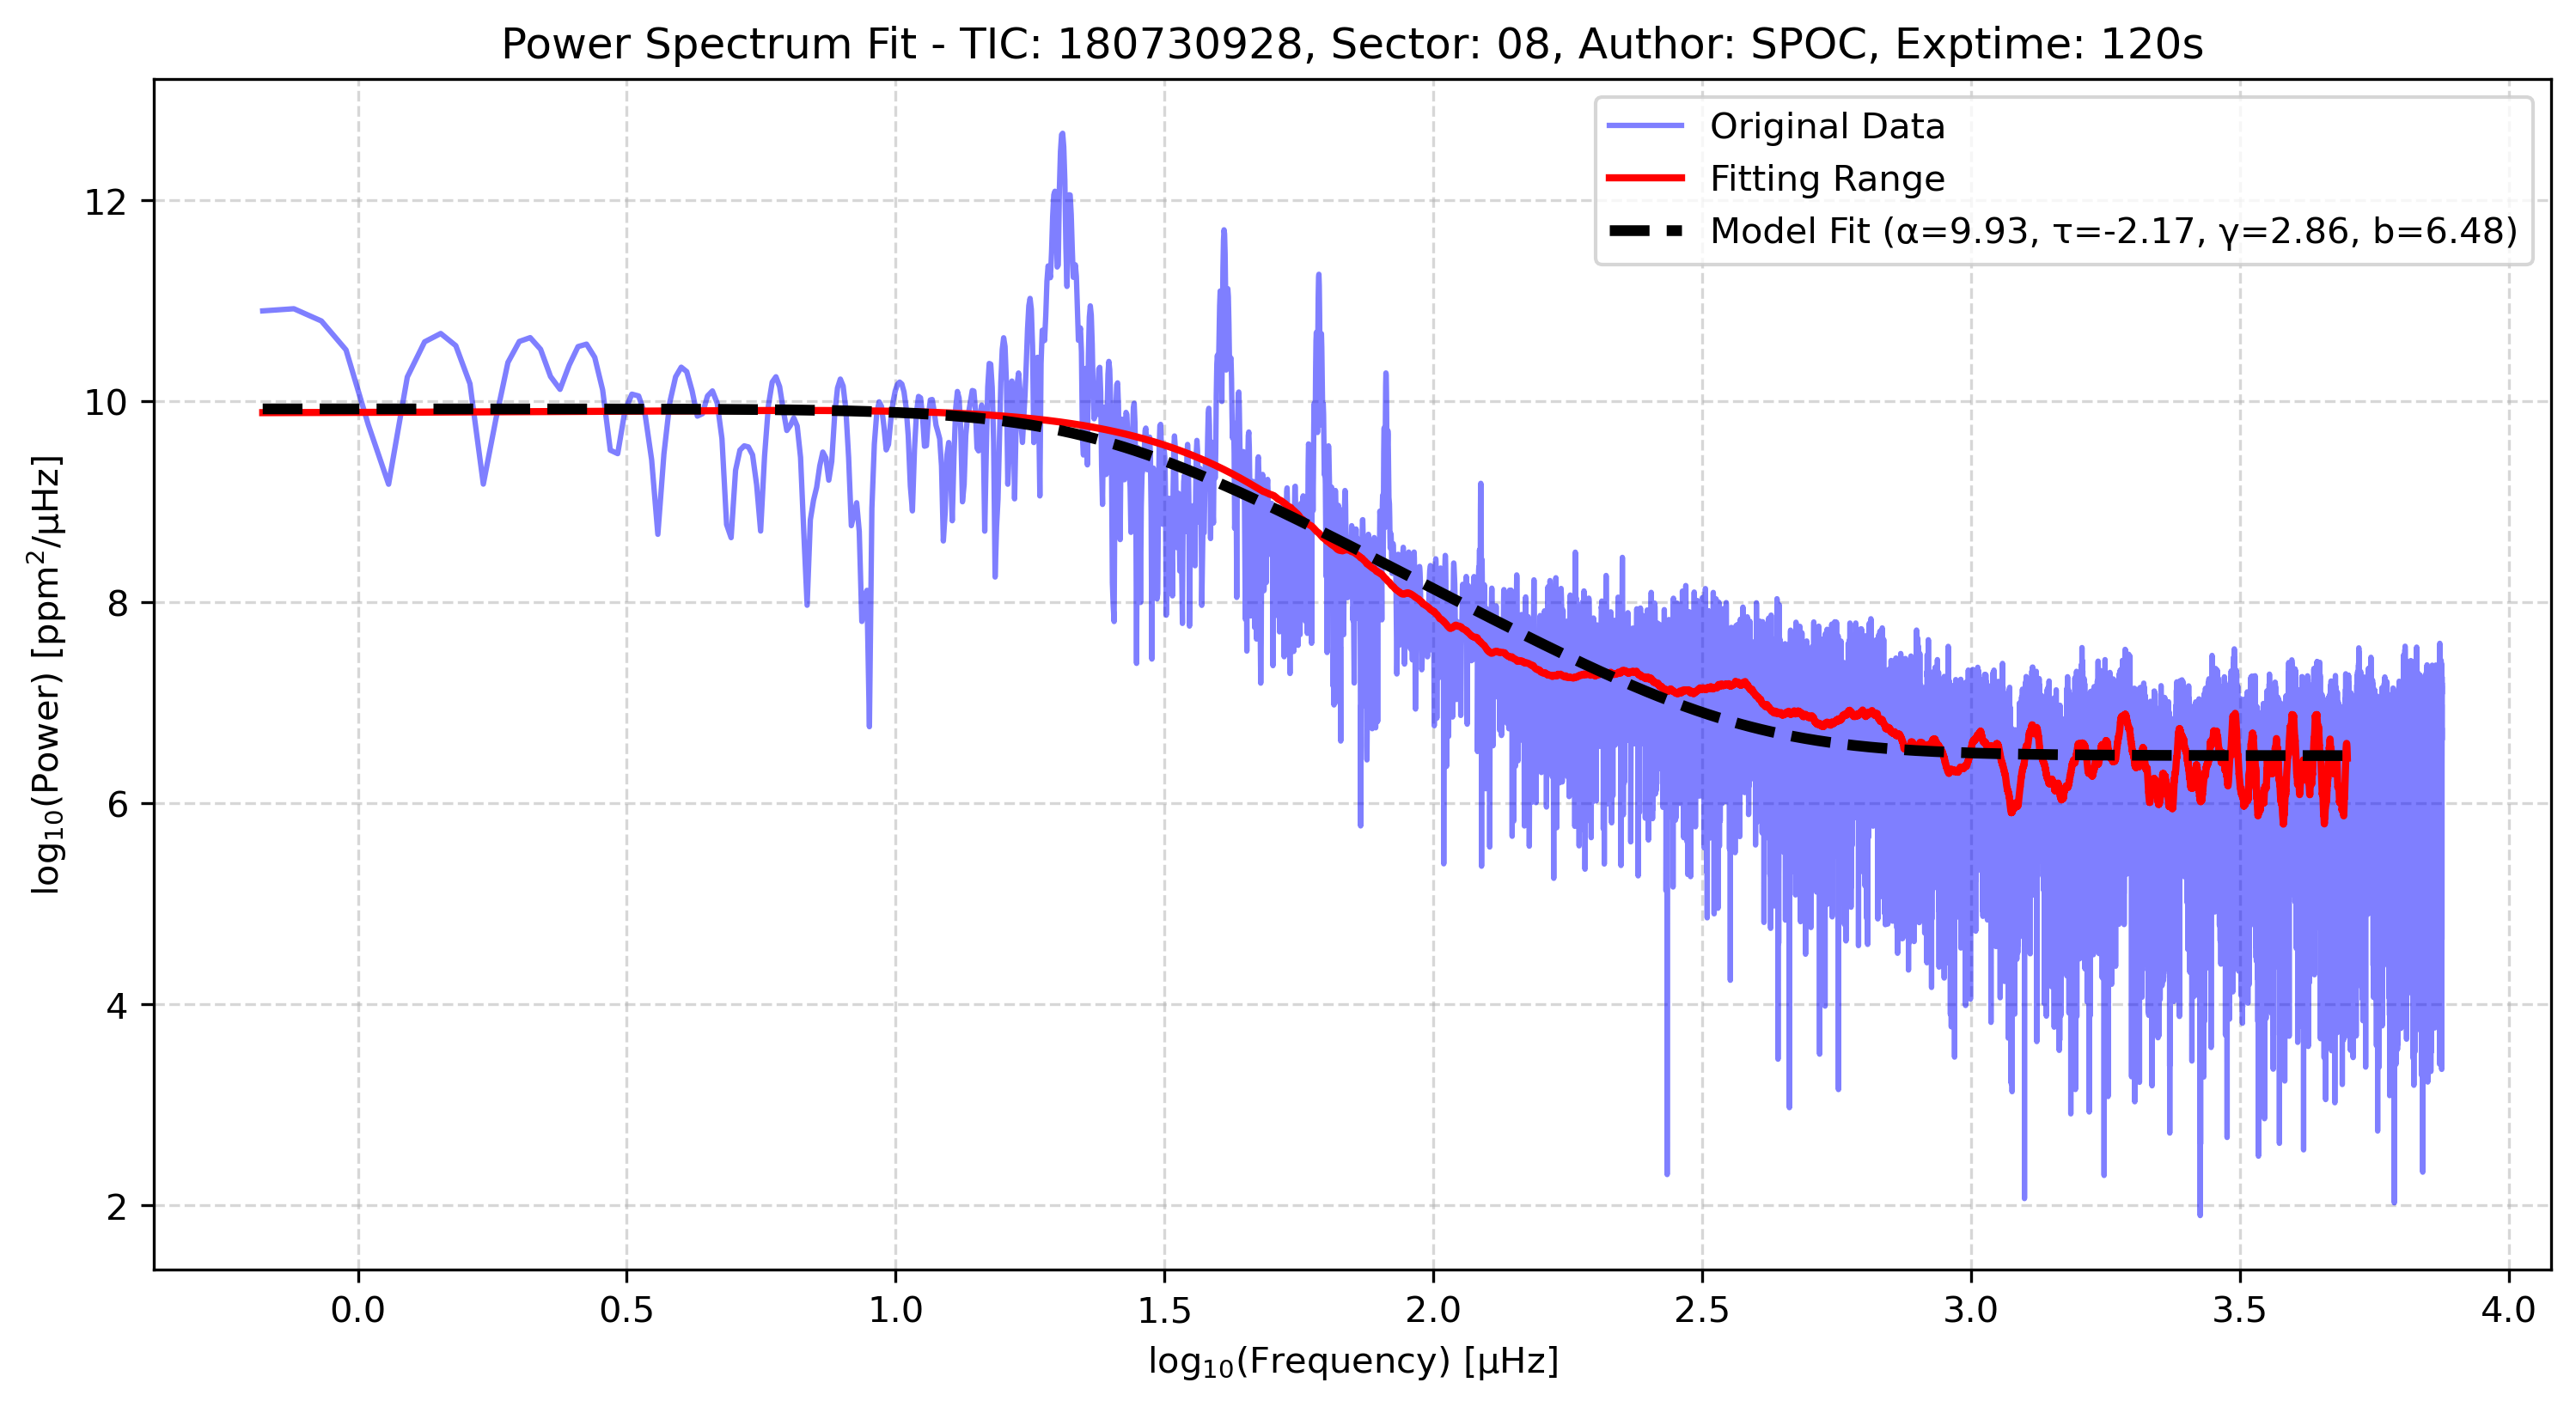 Power Spectrum Fit - TIC: 180730928, Sector: 08, Author: SPOC, Exptime: 120s
Original Data
Fitting Range
Model Fit (α=9.93, τ=-2.17, γ=2.86, b=6.48)
log₁₀(Power) [ppm²/μHz]
12
10
8
6
4
2
0.0 0.5 1.0 1.5 2.0 2.5 3.0 3.5 4.0
log₁₀(Frequency) [μHz]